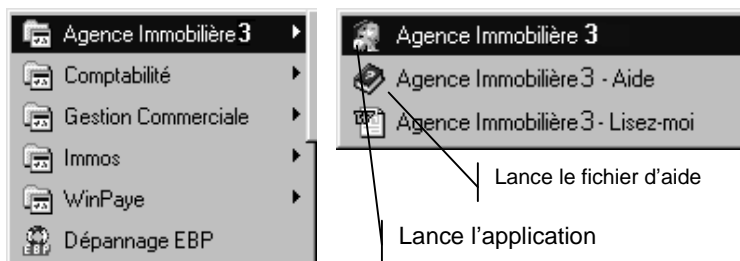 Agence Immobilière 3
Comptabilité
Gestion Commerciale
Immos
WinPaye
EBP Dépannage EBP
Agence Immobilière 3
Agence Immobilière 3 - Aide
Agence Immobilière 3 - Lisez-moi
Lance le fichier d'aide
Lance l'application